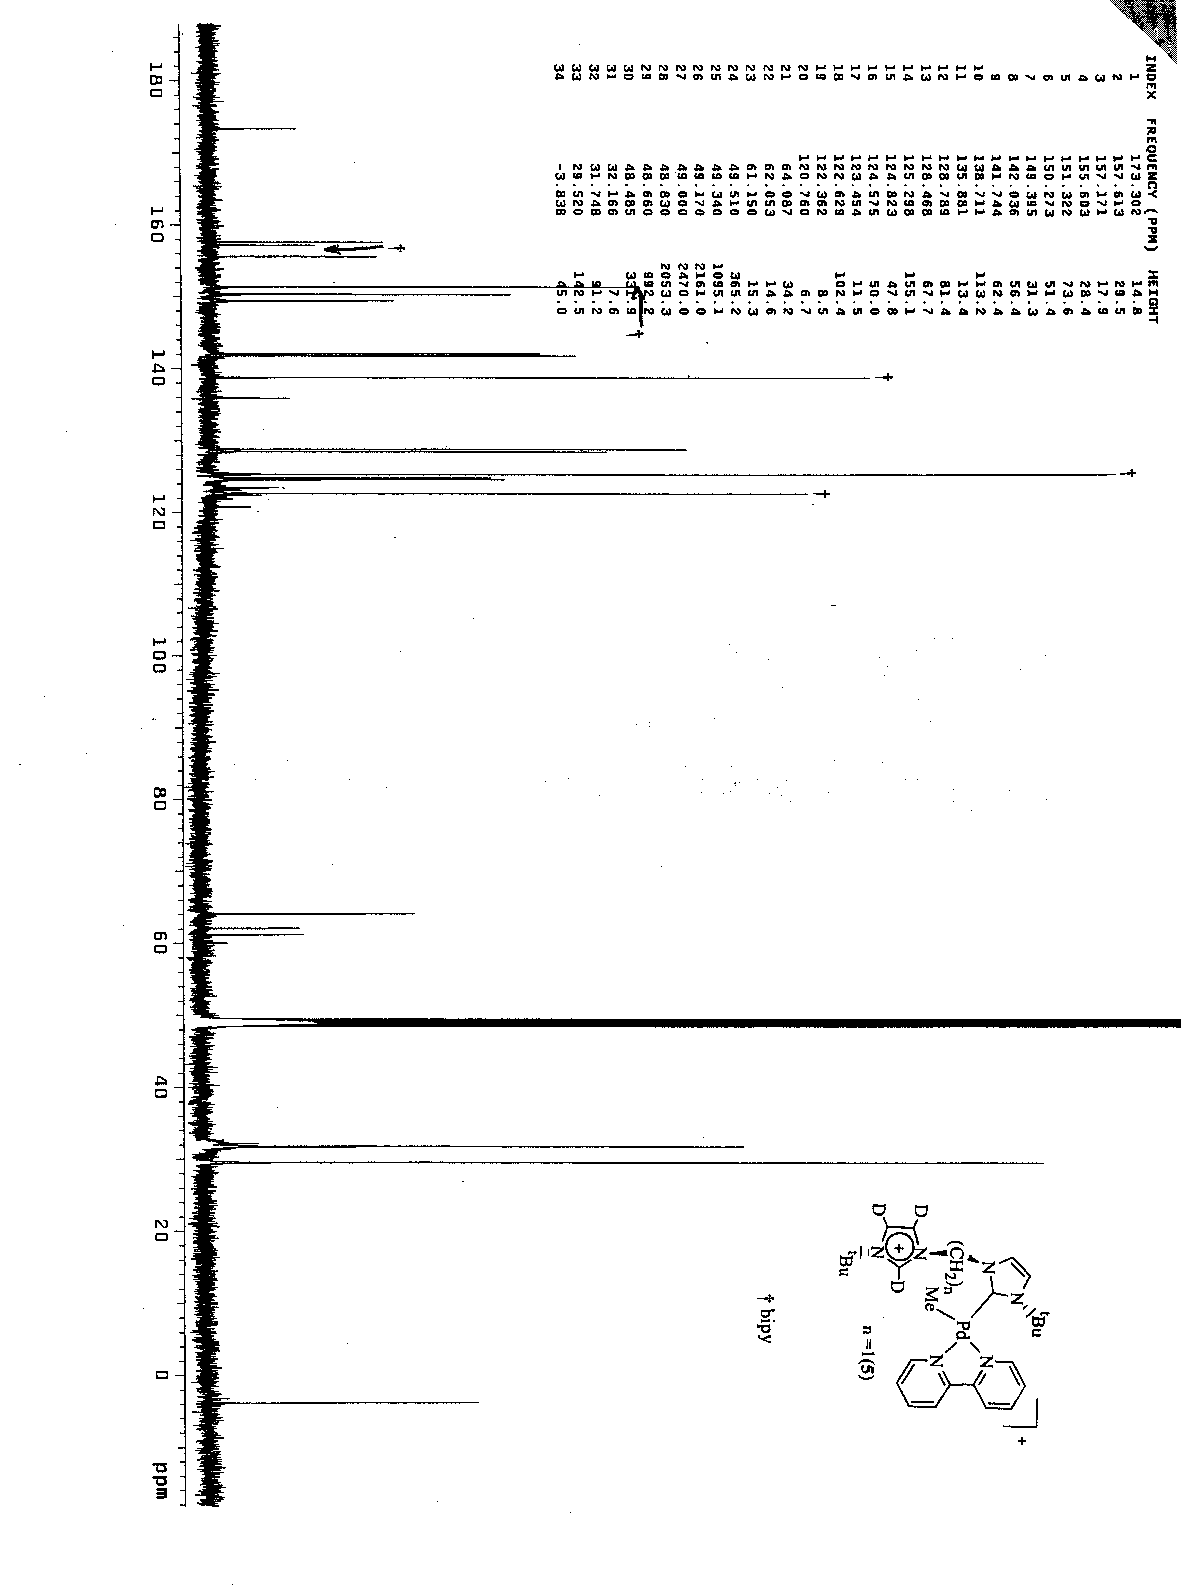 INDEX FREQUENCY (PPM) HEIGHT
1 173.302 14.8
2 157.613 29.5
3 157.171 17.9
4 155.603 28.4
5 151.322 73.6
6 150.273 51.4
7 149.395 31.3
8 142.036 56.4
9 141.744 62.4
10 138.711 113.2
11 135.881 13.4
12 128.789 81.4
13 128.468 67.7
14 125.298 155.1
15 124.823 47.8
16 124.575 50.0
17 123.454 11.5
18 122.629 102.4
19 122.362 8.5
20 120.760 6.7
21 64.087 34.2
22 62.053 14.6
23 61.150 15.3
24 49.510 365.2
25 49.340 1095.1
26 49.170 2161.0
27 49.000 2470.0
28 48.830 2053.3
29 48.660 992.2
30 48.485 331.9
31 32.166 7.6
32 31.748 91.2
33 29.520 142.5
34 -3.838 45.0
N
N
tBu
(CH2)n
D
D
D
N
N
+
tBu
Me
Pd
N
N
+
n=1(5)
† bipy
180 160 140 120 100 80 60 40 20 0 ppm